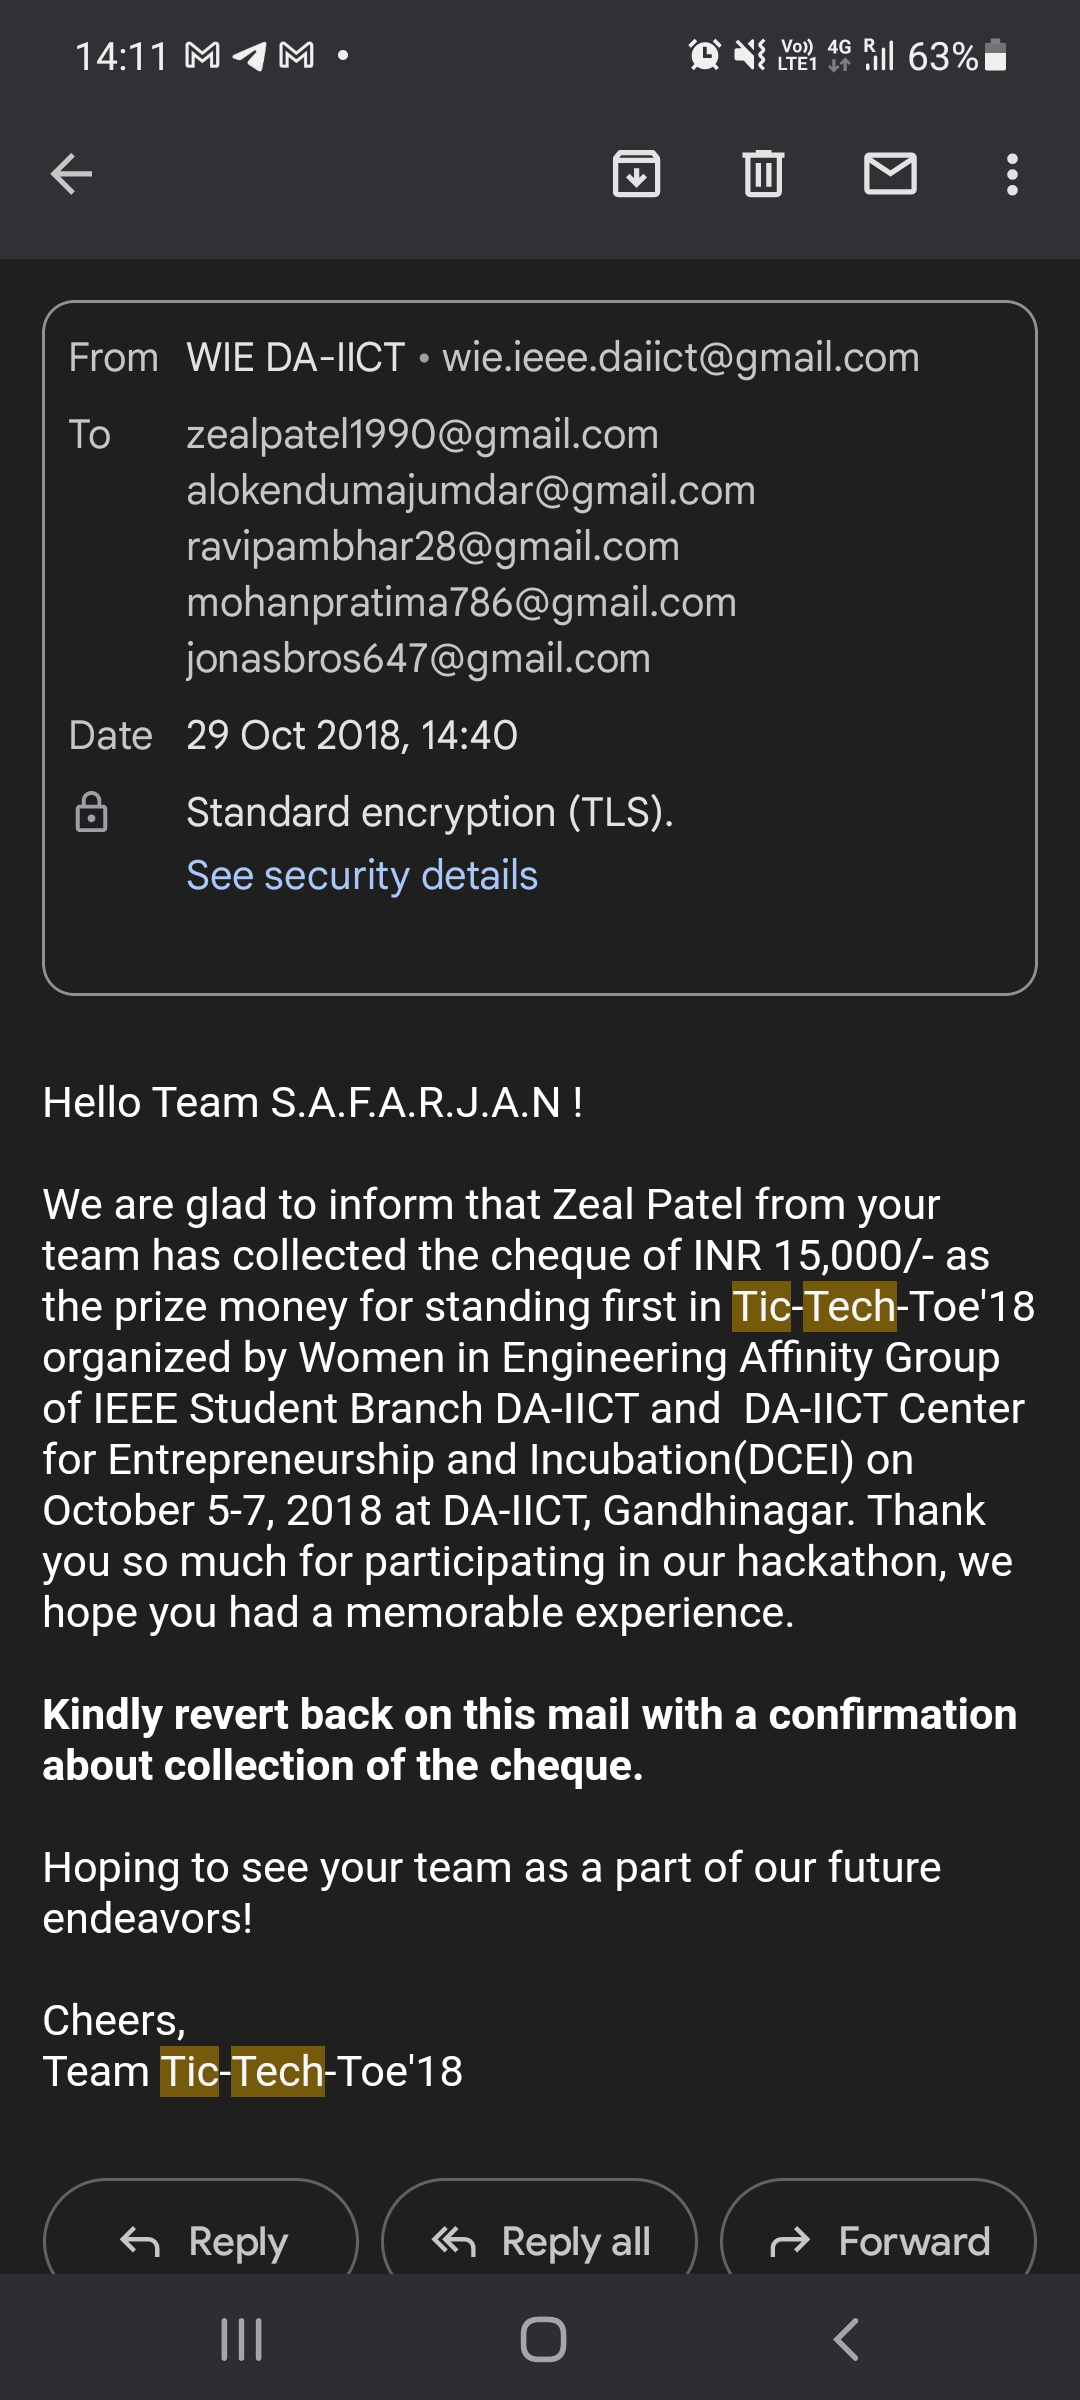 14:11 Vo)) LTE1 4G R 63%
From WIE DA-IICT • wie.ieee.daiict@gmail.com
To zealpatel1990@gmail.com
alokendumajumdar@gmail.com
ravipambhar28@gmail.com
mohanpratima786@gmail.com
jonasbros647@gmail.com
Date 29 Oct 2018, 14:40
Standard encryption (TLS).
See security details
Hello Team S.A.F.A.R.J.A.N !
We are glad to inform that Zeal Patel from your
team has collected the cheque of INR 15,000/- as
the prize money for standing first in Tic-Tech-Toe'18
organized by Women in Engineering Affinity Group
of IEEE Student Branch DA-IICT and  DA-IICT Center
for Entrepreneurship and Incubation(DCEI) on
October 5-7, 2018 at DA-IICT, Gandhinagar. Thank
you so much for participating in our hackathon, we
hope you had a memorable experience.
Kindly revert back on this mail with a confirmation
about collection of the cheque.
Hoping to see your team as a part of our future
endeavors!
Cheers,
Team Tic-Tech-Toe'18
Reply Reply all Forward